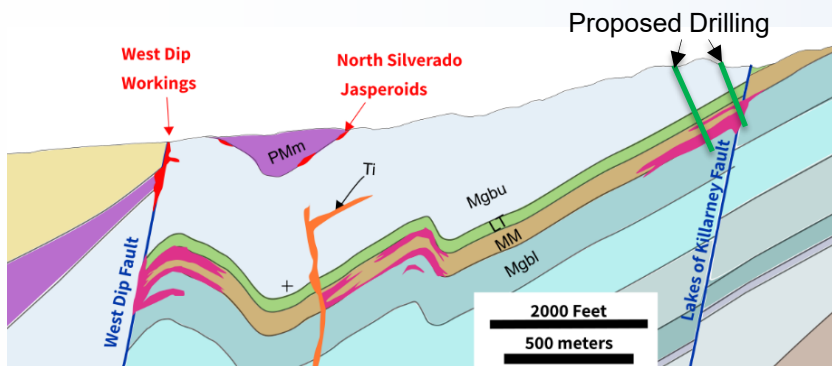 Proposed Drilling
West Dip
Workings
North Silverado
Jasperoids
PMm
Ti
Mgbu
LT
MM
Mgbl
West Dip Fault
Lakes of Killarney Fault
2000 Feet
500 meters